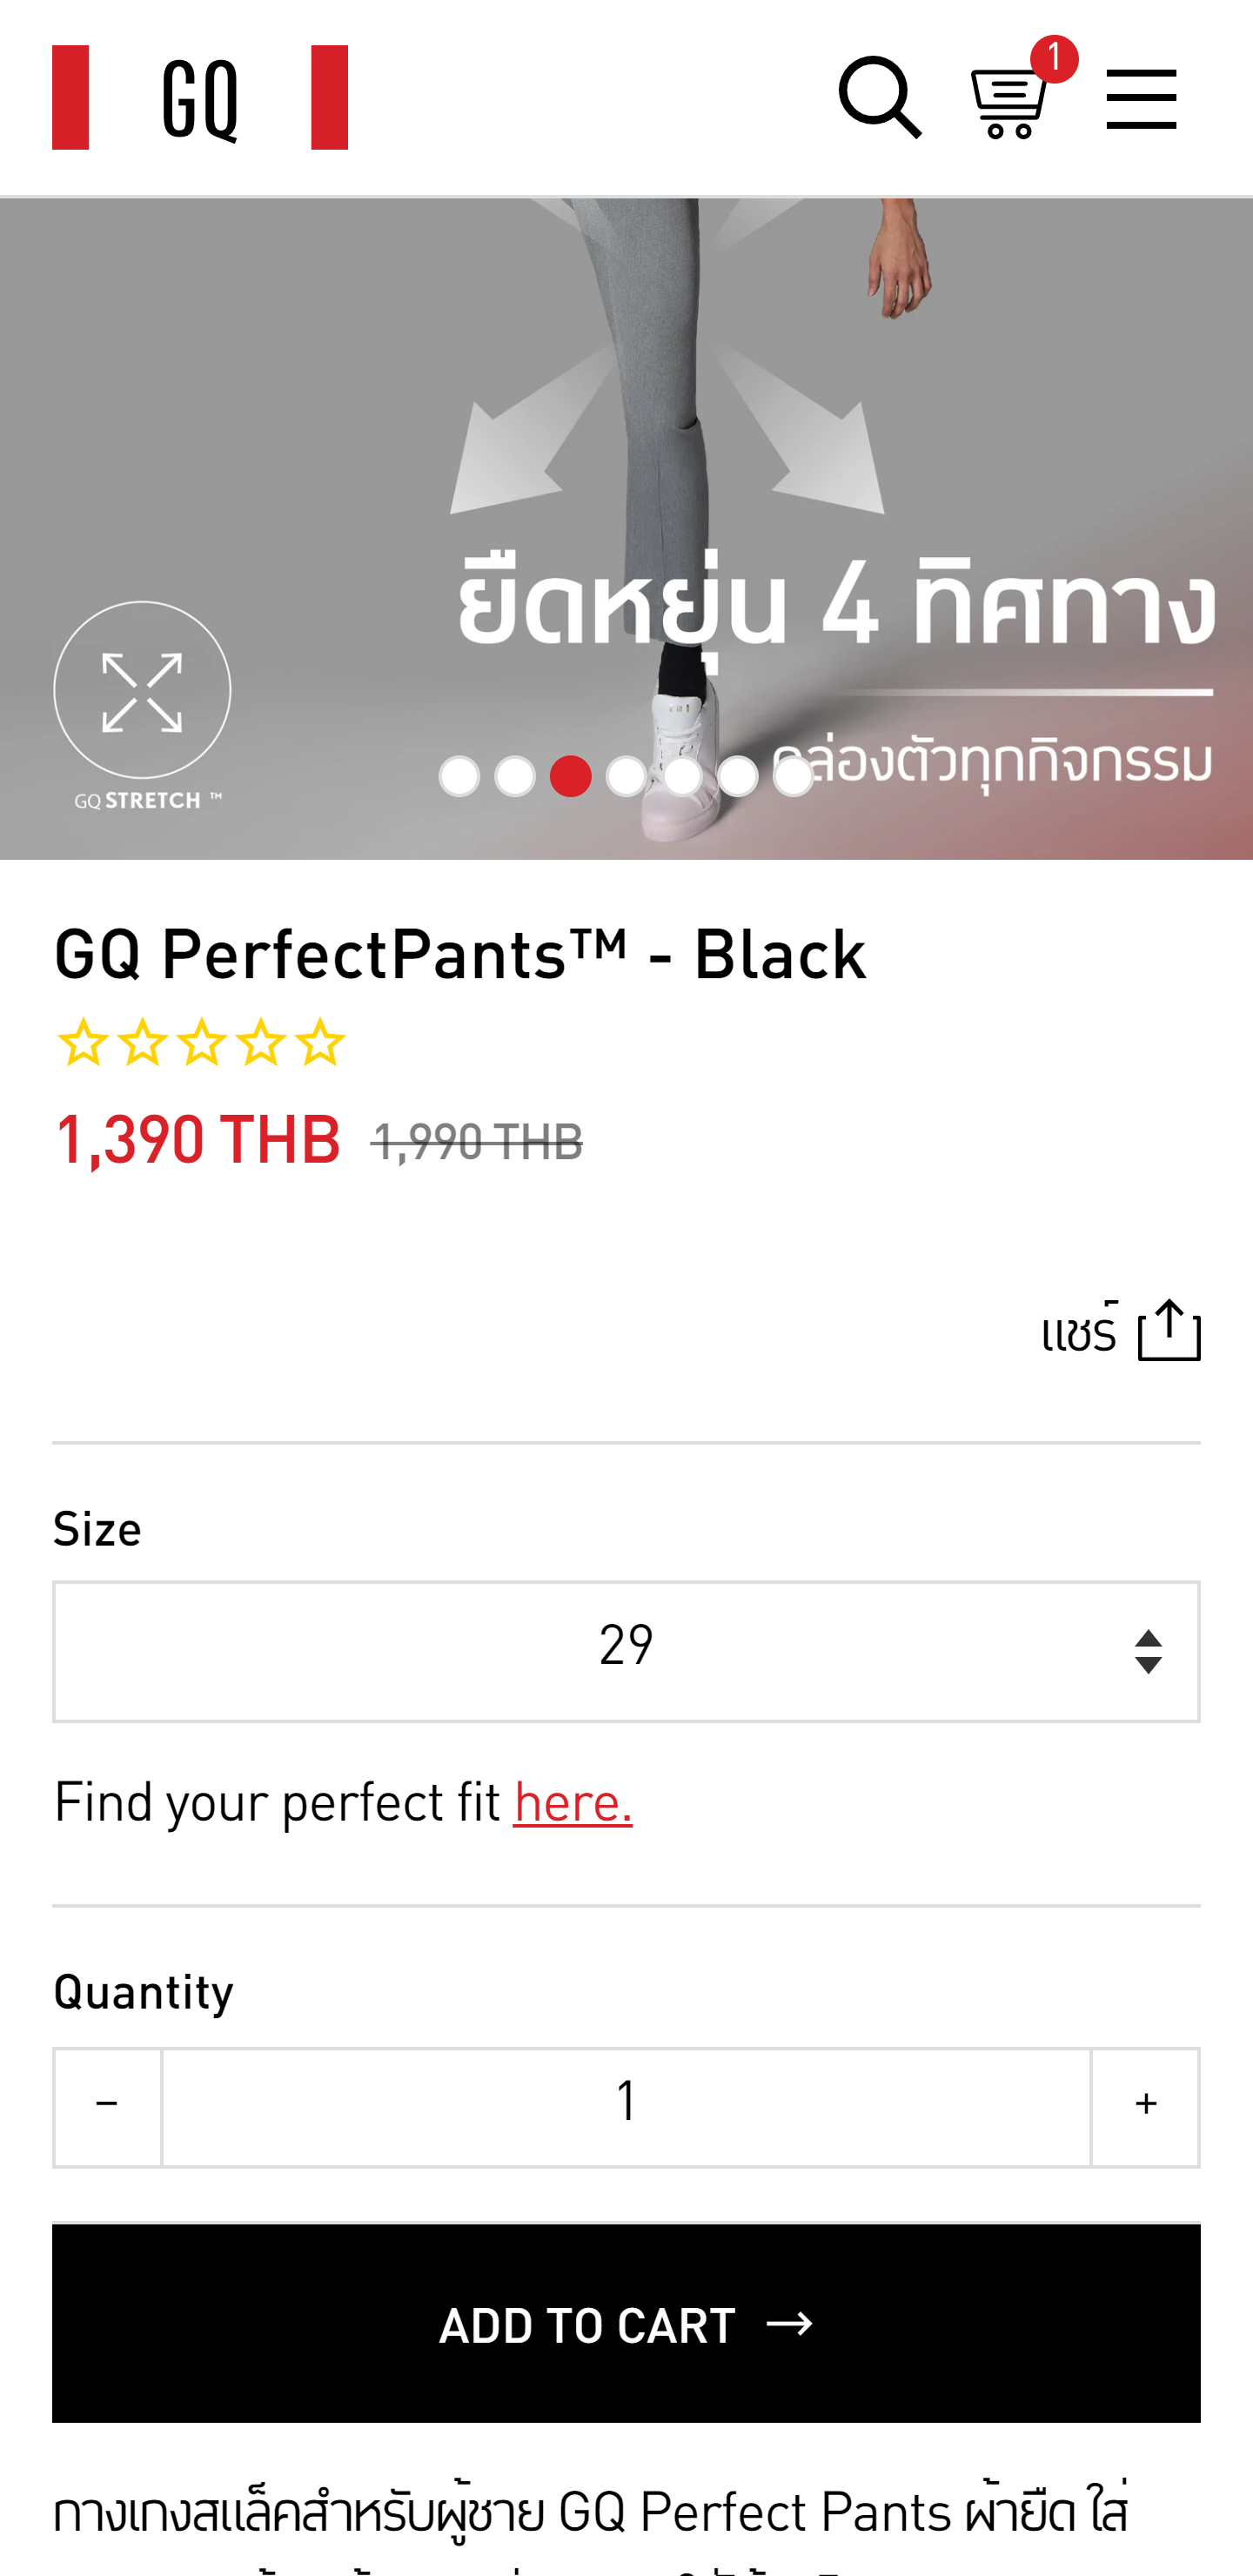 GQ
1
ยืดหยุ่น 4 ทิศทาง
คล่องตัวทุกกิจกรรม
GQ STRETCH ™
GQ PerfectPants™ - Black
1,390 THB 1,990 THB
แชร์
Size
29
Find your perfect fit here.
Quantity
− 1 +
ADD TO CART →
กางเกงสแล็คสำหรับผู้ชาย GQ Perfect Pants ผ้ายืด ใส่